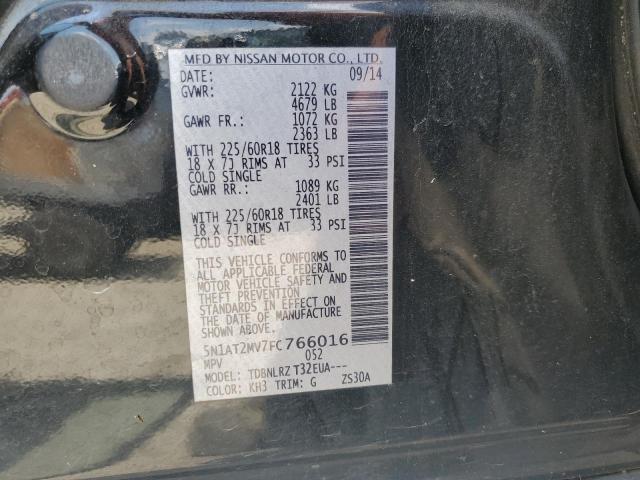 MFD BY NISSAN MOTOR CO., LTD.
DATE: 09/14
GVWR: 2122 KG
4679 LB
GAWR FR.: 1072 KG
2363 LB
WITH 225/60R18 TIRES
18 X 7J RIMS AT 33 PSI
COLD SINGLE
GAWR RR.: 1089 KG
2401 LB
WITH 225/60R18 TIRES
18 X 7J RIMS AT 33 PSI
COLD SINGLE
THIS VEHICLE CONFORMS TO
ALL APPLICABLE FEDERAL
MOTOR VEHICLE SAFETY AND
THEFT PREVENTION
STANDARDS IN EFFECT ON
THE DATE OF MANUFACTURE
SHOWN ABOVE.
5N1AT2MV7FC766016
MPV 052
MODEL: TDBNLRZ T32EUA---
COLOR: KH3 TRIM: G ZS30A